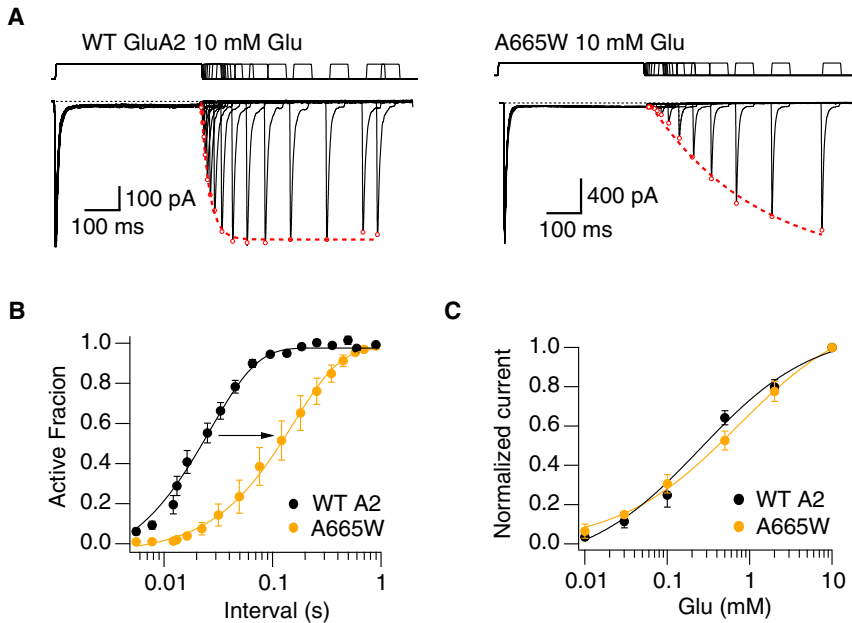 A
WT GluA2 10 mM Glu
A665W 10 mM Glu
100 pA
100 ms
400 pA
100 ms
B
Active Fracion
1.0
0.8
0.6
0.4
0.2
0.0
0.01
0.1
1
Interval (s)
WT A2
A665W
C
Normalized current
1.0
0.8
0.6
0.4
0.2
0.0
0.01
0.1
1
10
Glu (mM)
WT A2
A665W